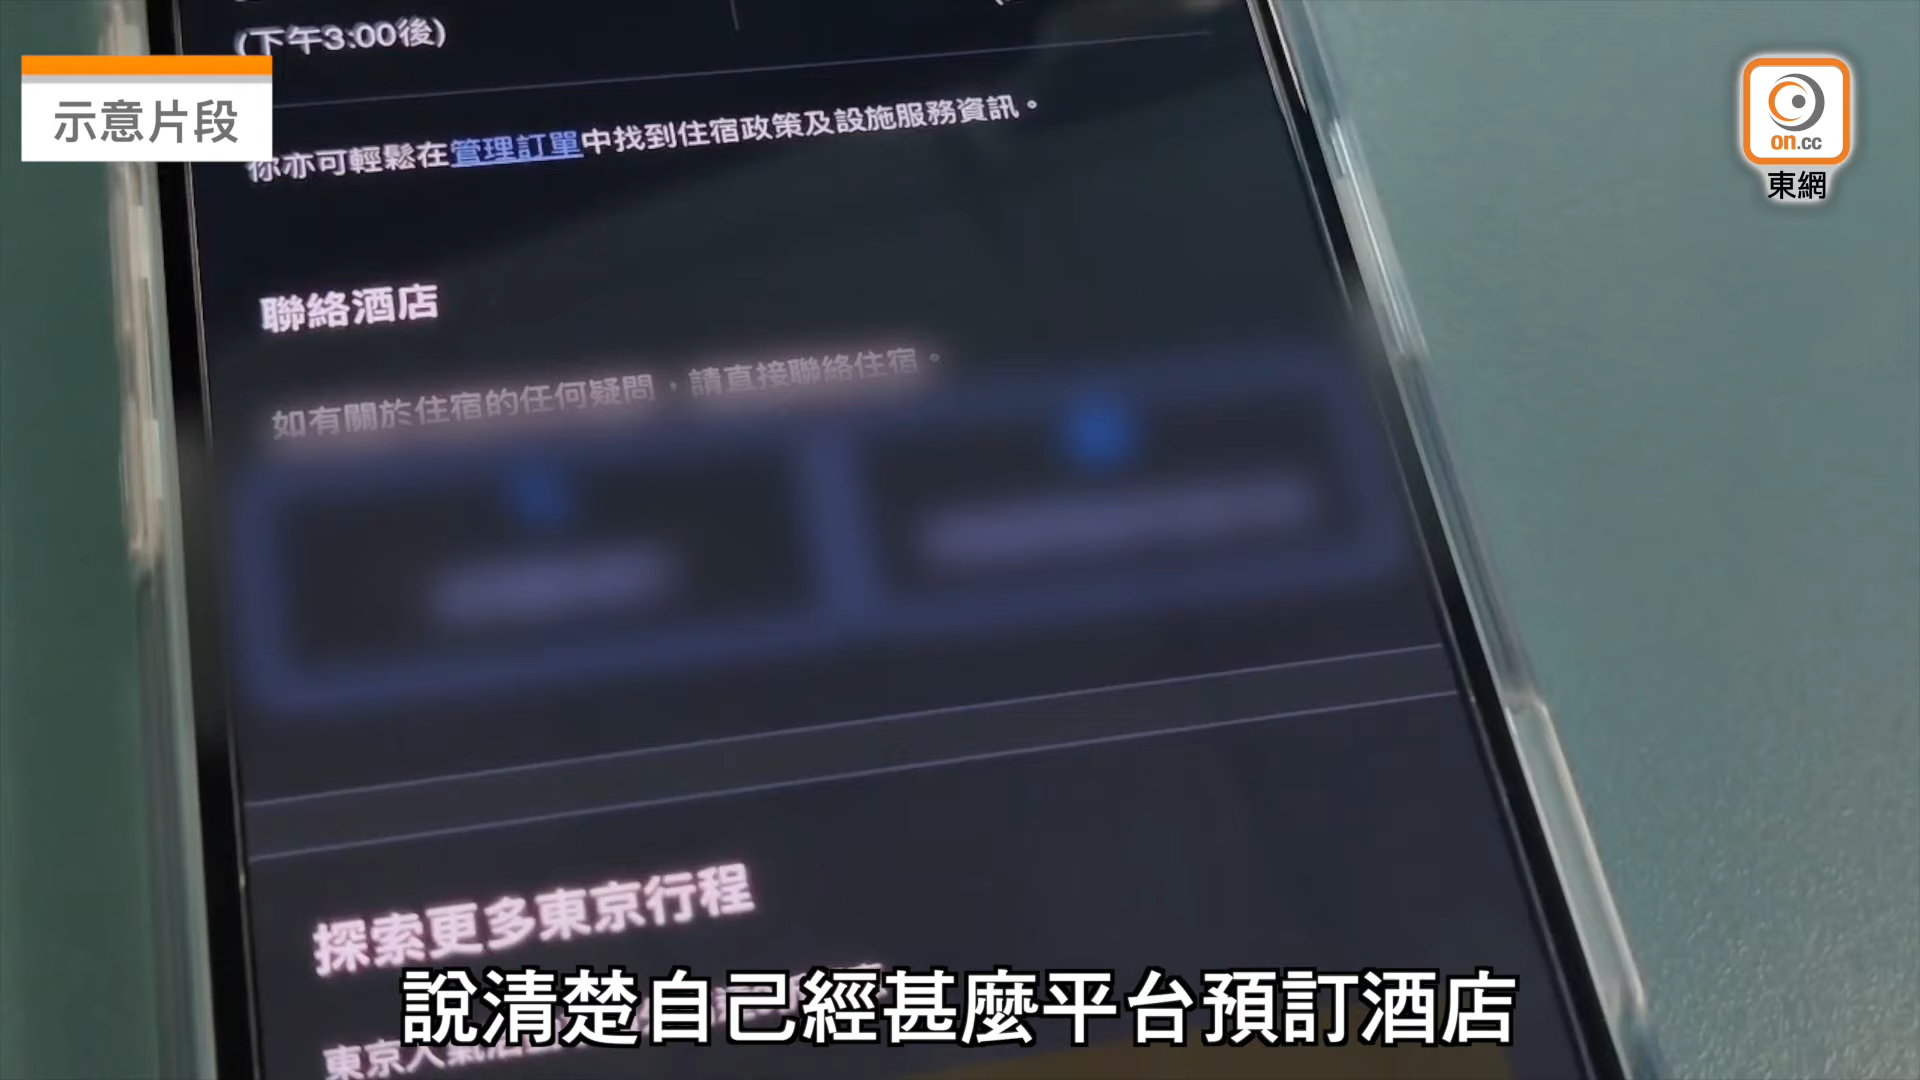 (下午3:00後)
示意片段
on.cc
東網
你亦可輕鬆在管理訂單中找到住宿政策及設施服務資訊。
聯絡酒店
如有關於住宿的任何疑問，請直接聯絡住宿。
探索更多東京行程
說清楚自己經甚麼平台預訂酒店
東京人氣